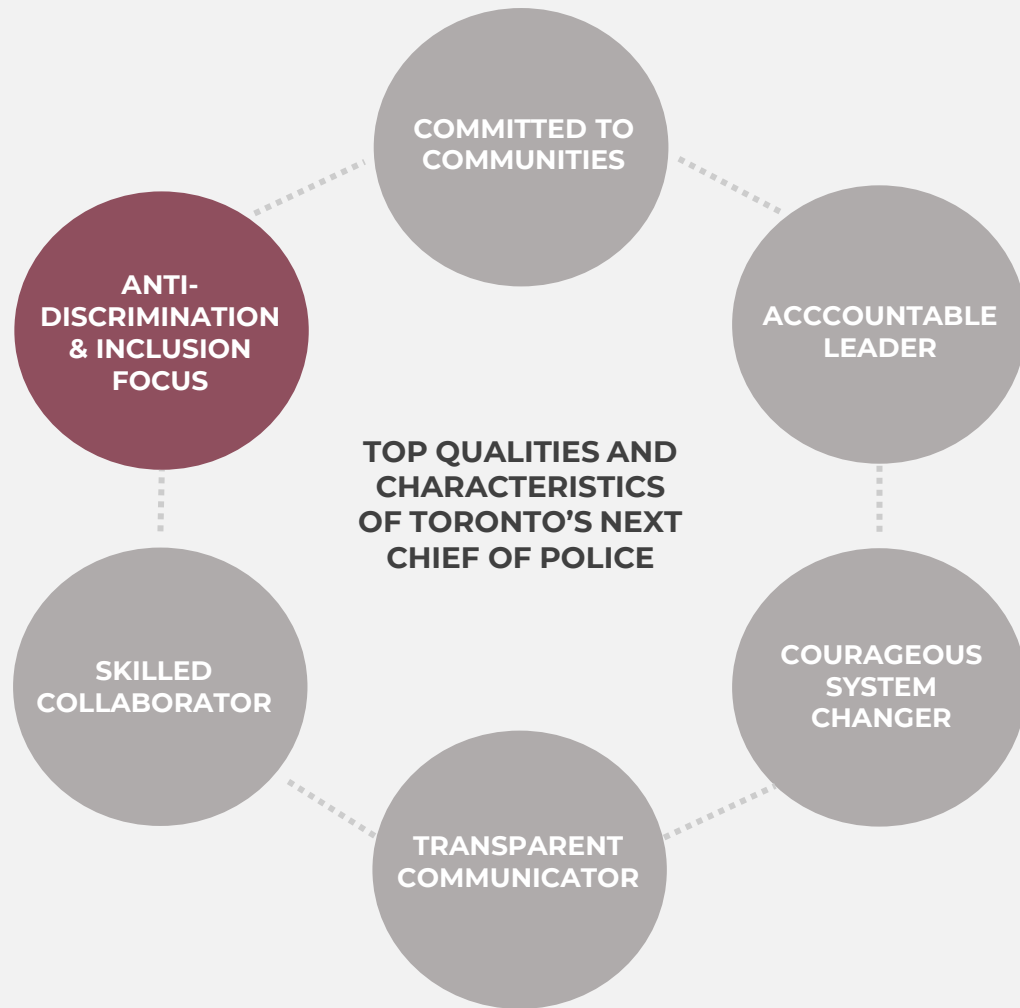 COMMITTED TO
COMMUNITIES
ANTI-
DISCRIMINATION
& INCLUSION
FOCUS
ACCCOUNTABLE
LEADER
TOP QUALITIES AND
CHARACTERISTICS
OF TORONTO’S NEXT
CHIEF OF POLICE
SKILLED
COLLABORATOR
COURAGEOUS
SYSTEM
CHANGER
TRANSPARENT
COMMUNICATOR